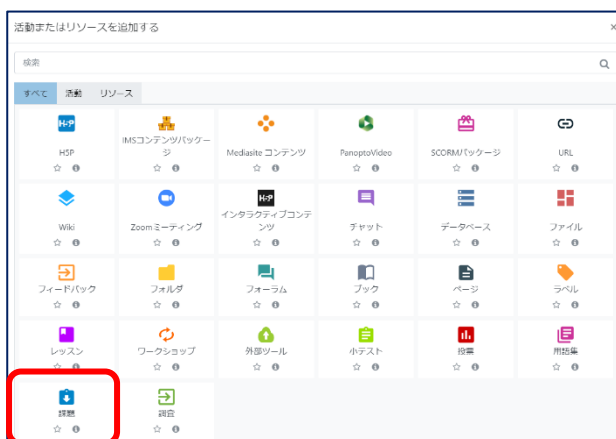 活動またはリソースを追加する
検索
すべて 活動 リソース
H5P
H5P IMSコンテンツパッケージ Mediasite コンテンツ PanoptoVideo SCORMパッケージ URL
H5P
Wiki Zoomミーティング インタラクティブコンテンツ チャット データベース ファイル
フィードバック フォルダ フォーラム ブック ページ ラベル
レッスン ワークショップ 外部ツール 小テスト 投票 用語集
課題 調査